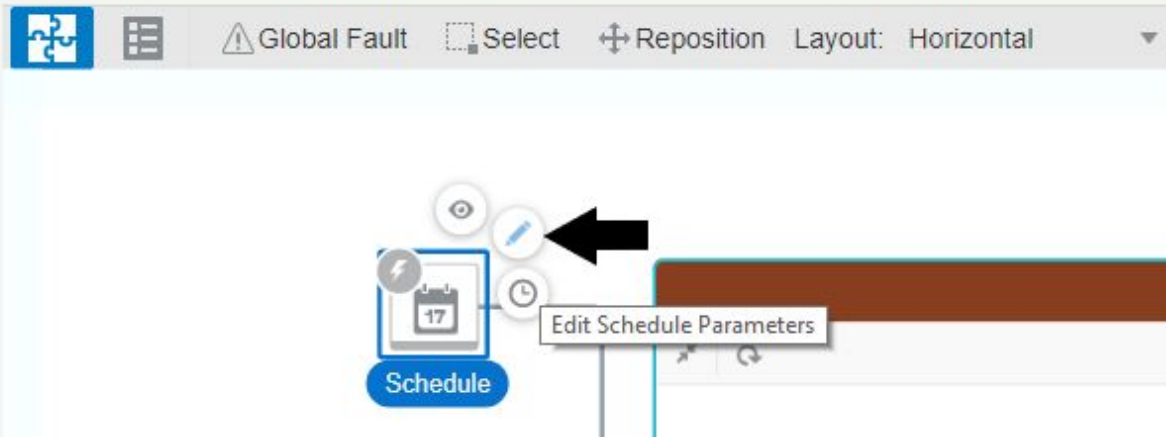 Global Fault Select Reposition Layout: Horizontal
17
Edit Schedule Parameters
Schedule